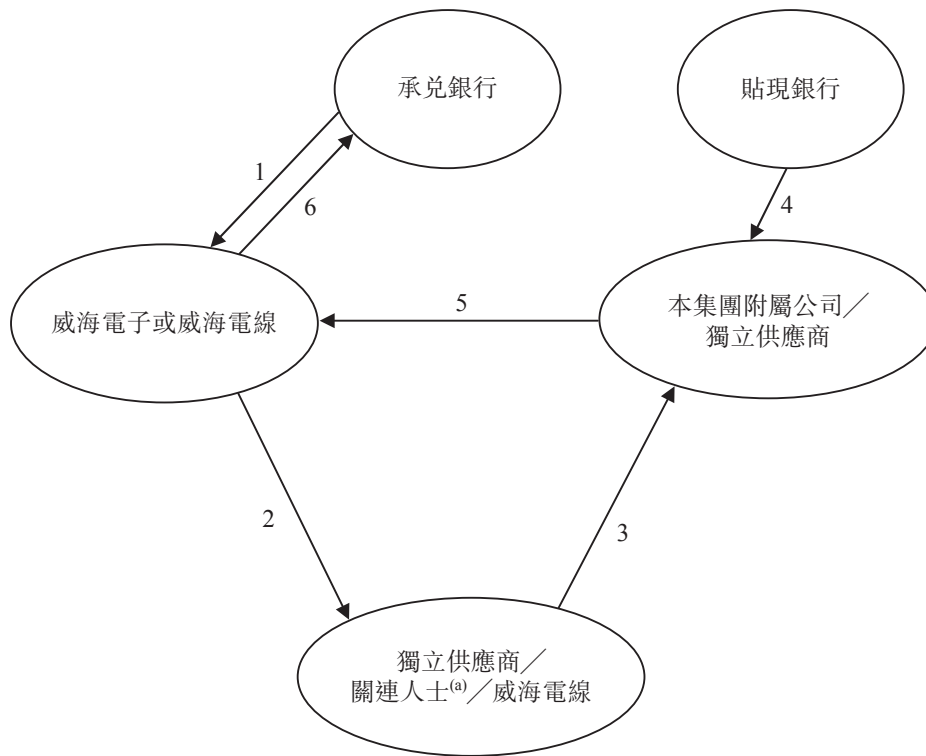 承兑銀行
貼現銀行
1
6
4
威海電子或威海電線
5
本集團附屬公司／
獨立供應商
2
3
獨立供應商／
關連人士(a)／威海電線